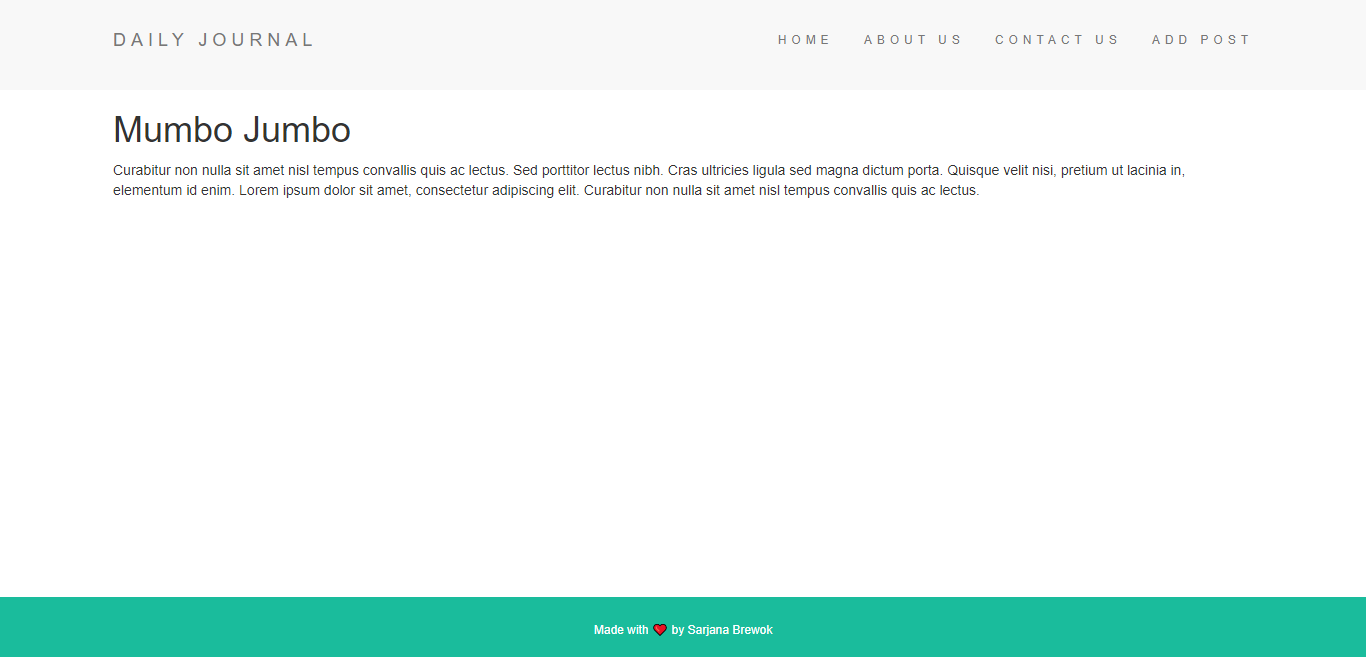 DAILY JOURNAL
HOME ABOUT US CONTACT US ADD POST
Mumbo Jumbo
Curabitur non nulla sit amet nisl tempus convallis quis ac lectus. Sed porttitor lectus nibh. Cras ultricies ligula sed magna dictum porta. Quisque velit nisi, pretium ut lacinia in,
elementum id enim. Lorem ipsum dolor sit amet, consectetur adipiscing elit. Curabitur non nulla sit amet nisl tempus convallis quis ac lectus.
Made with ❤ by Sarjana Brewok